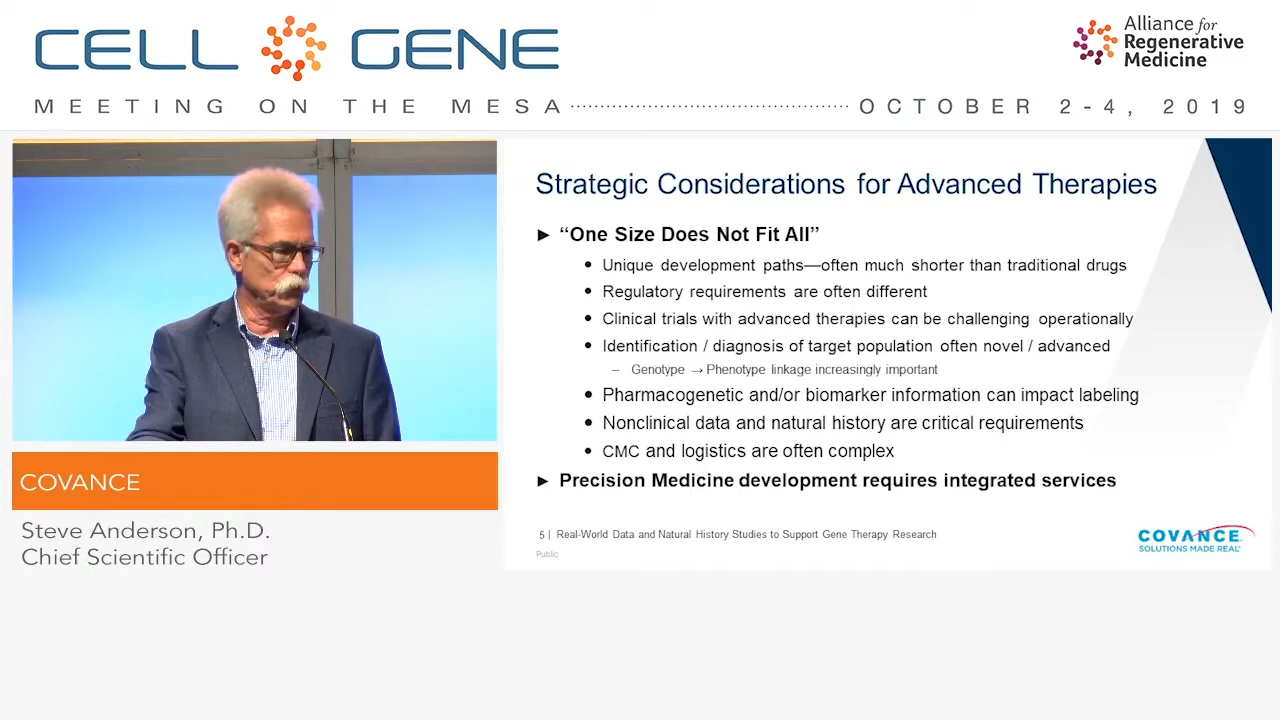 CELL GENE
Alliance for
Regenerative
Medicine
MEETING ON THE MESA
OCTOBER 2-4, 2019
Strategic Considerations for Advanced Therapies
► “One Size Does Not Fit All”
• Unique development paths—often much shorter than traditional drugs
• Regulatory requirements are often different
• Clinical trials with advanced therapies can be challenging operationally
• Identification / diagnosis of target population often novel / advanced
– Genotype → Phenotype linkage increasingly important
• Pharmacogenetic and/or biomarker information can impact labeling
• Nonclinical data and natural history are critical requirements
• CMC and logistics are often complex
► Precision Medicine development requires integrated services
5 | Real-World Data and Natural History Studies to Support Gene Therapy Research
Public
COVANCE
SOLUTIONS MADE REAL®
COVANCE
Steve Anderson, Ph.D.
Chief Scientific Officer